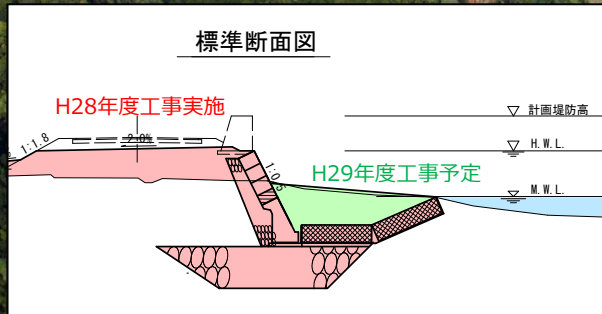 標準断面図
H28年度工事実施
計画堤防高
1:1.8
2.0%
H.W.L.
1:0.5
H29年度工事予定
M.W.L.